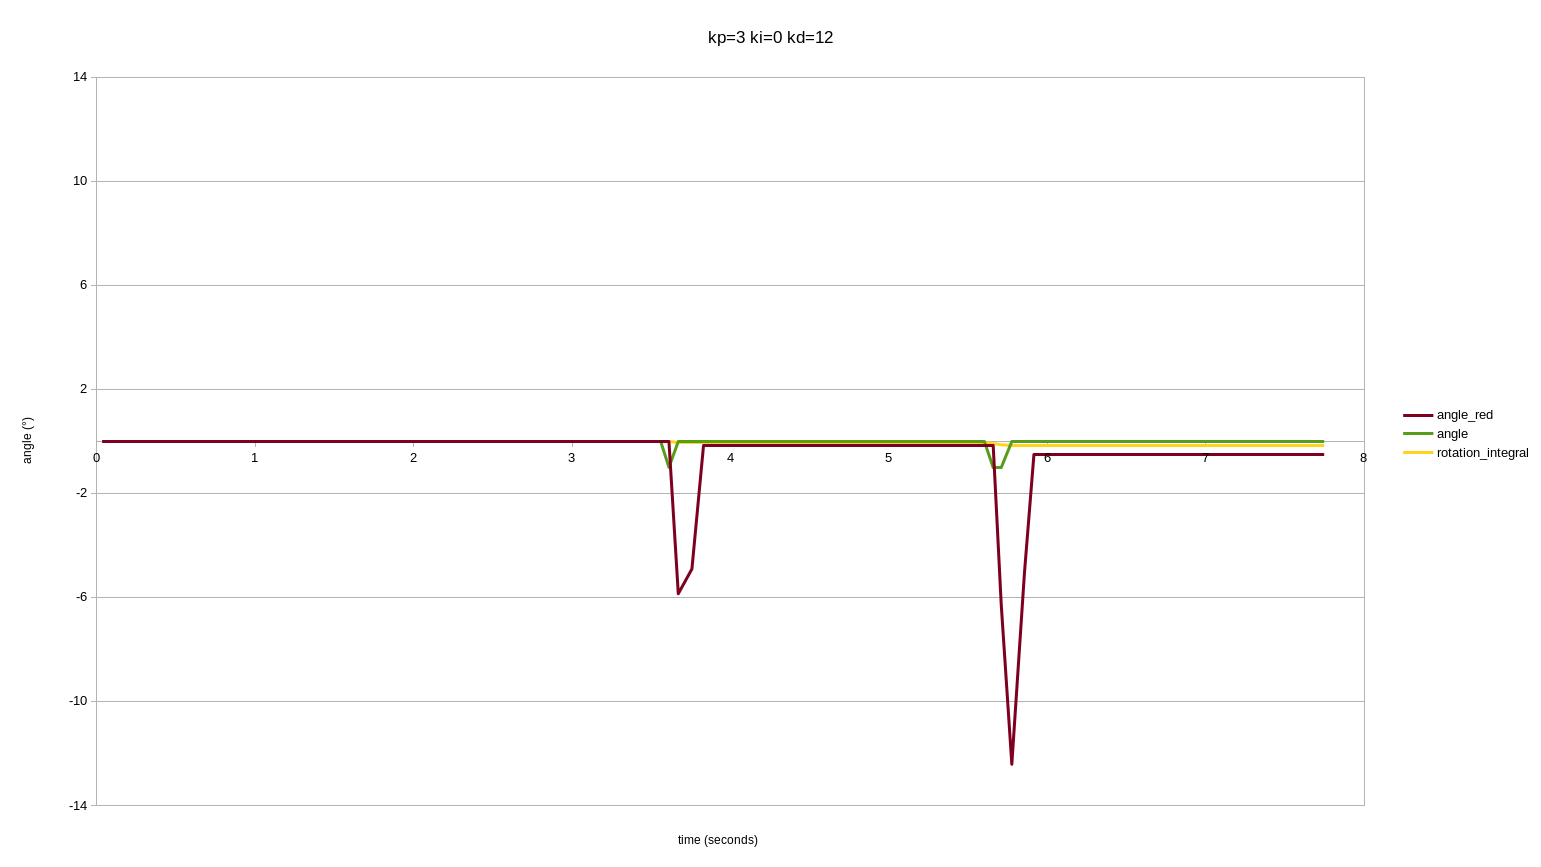 kp=3 ki=0 kd=12
14
10
6
2
-2
-6
-10
-14
0 1 2 3 4 5 6 7 8
angle (°)
time (seconds)
angle_red
angle
rotation_integral